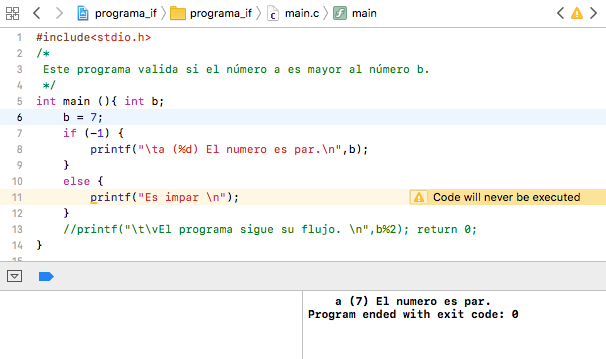 programa_if programa_if main.c main
1 #include<stdio.h>
2 /*
3 Este programa valida si el número a es mayor al número b.
4 */
5 int main (){ int b;
6 b = 7;
7 if (-1) {
8 printf("\ta (%d) El numero es par.\n",b);
9 }
10 else {
11 printf("Es impar \n"); Code will never be executed
12 }
13 //printf("\t\vEl programa sigue su flujo. \n",b%2); return 0;
14 }
15
a (7) El numero es par.
Program ended with exit code: 0